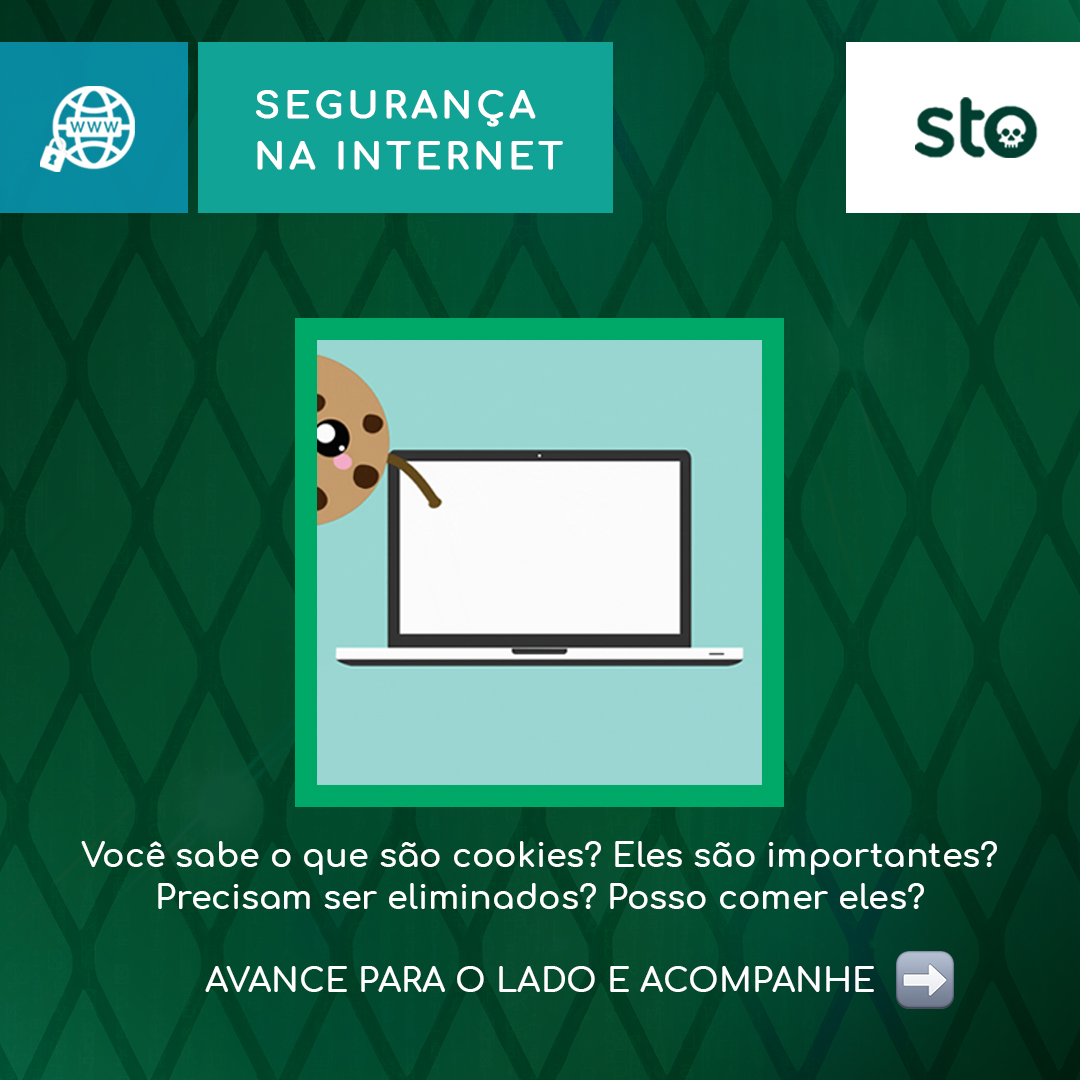 WWW
SEGURANÇA
NA INTERNET
sto
Você sabe o que são cookies? Eles são importantes?
Precisam ser eliminados? Posso comer eles?
AVANCE PARA O LADO E ACOMPANHE